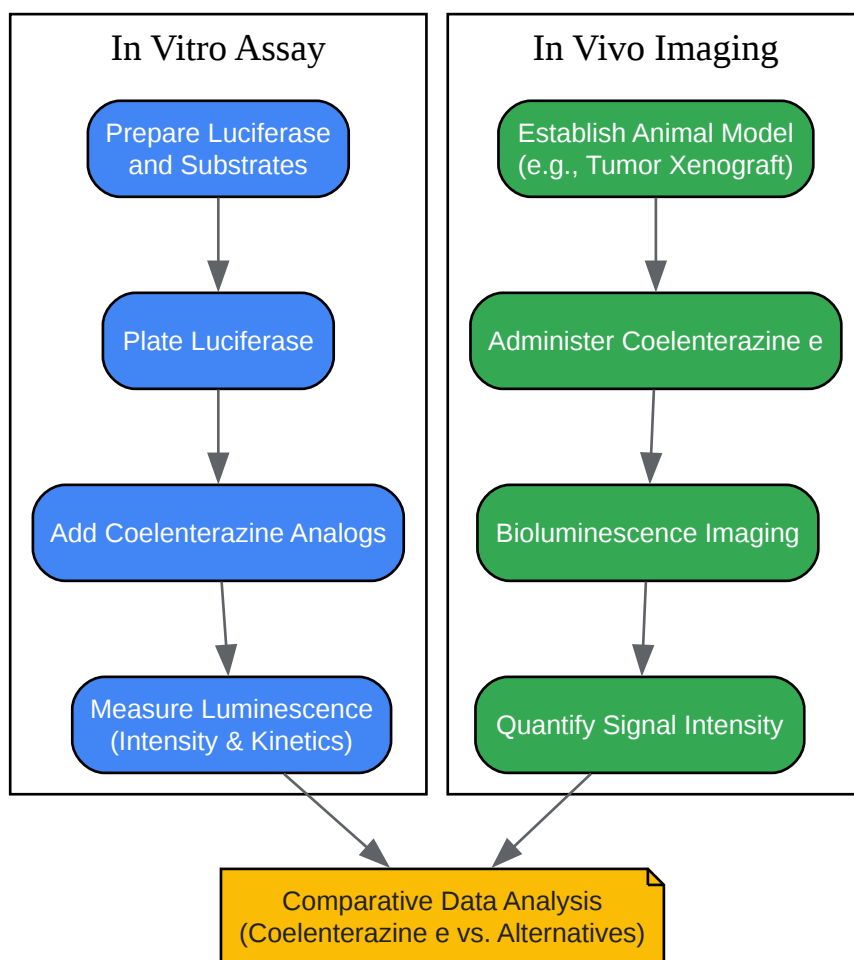 In Vitro Assay
Prepare Luciferase
and Substrates
Plate Luciferase
Add Coelenterazine Analogs
Measure Luminescence
(Intensity & Kinetics)
In Vivo Imaging
Establish Animal Model
(e.g., Tumor Xenograft)
Administer Coelenterazine e
Bioluminescence Imaging
Quantify Signal Intensity
Comparative Data Analysis
(Coelenterazine e vs. Alternatives)